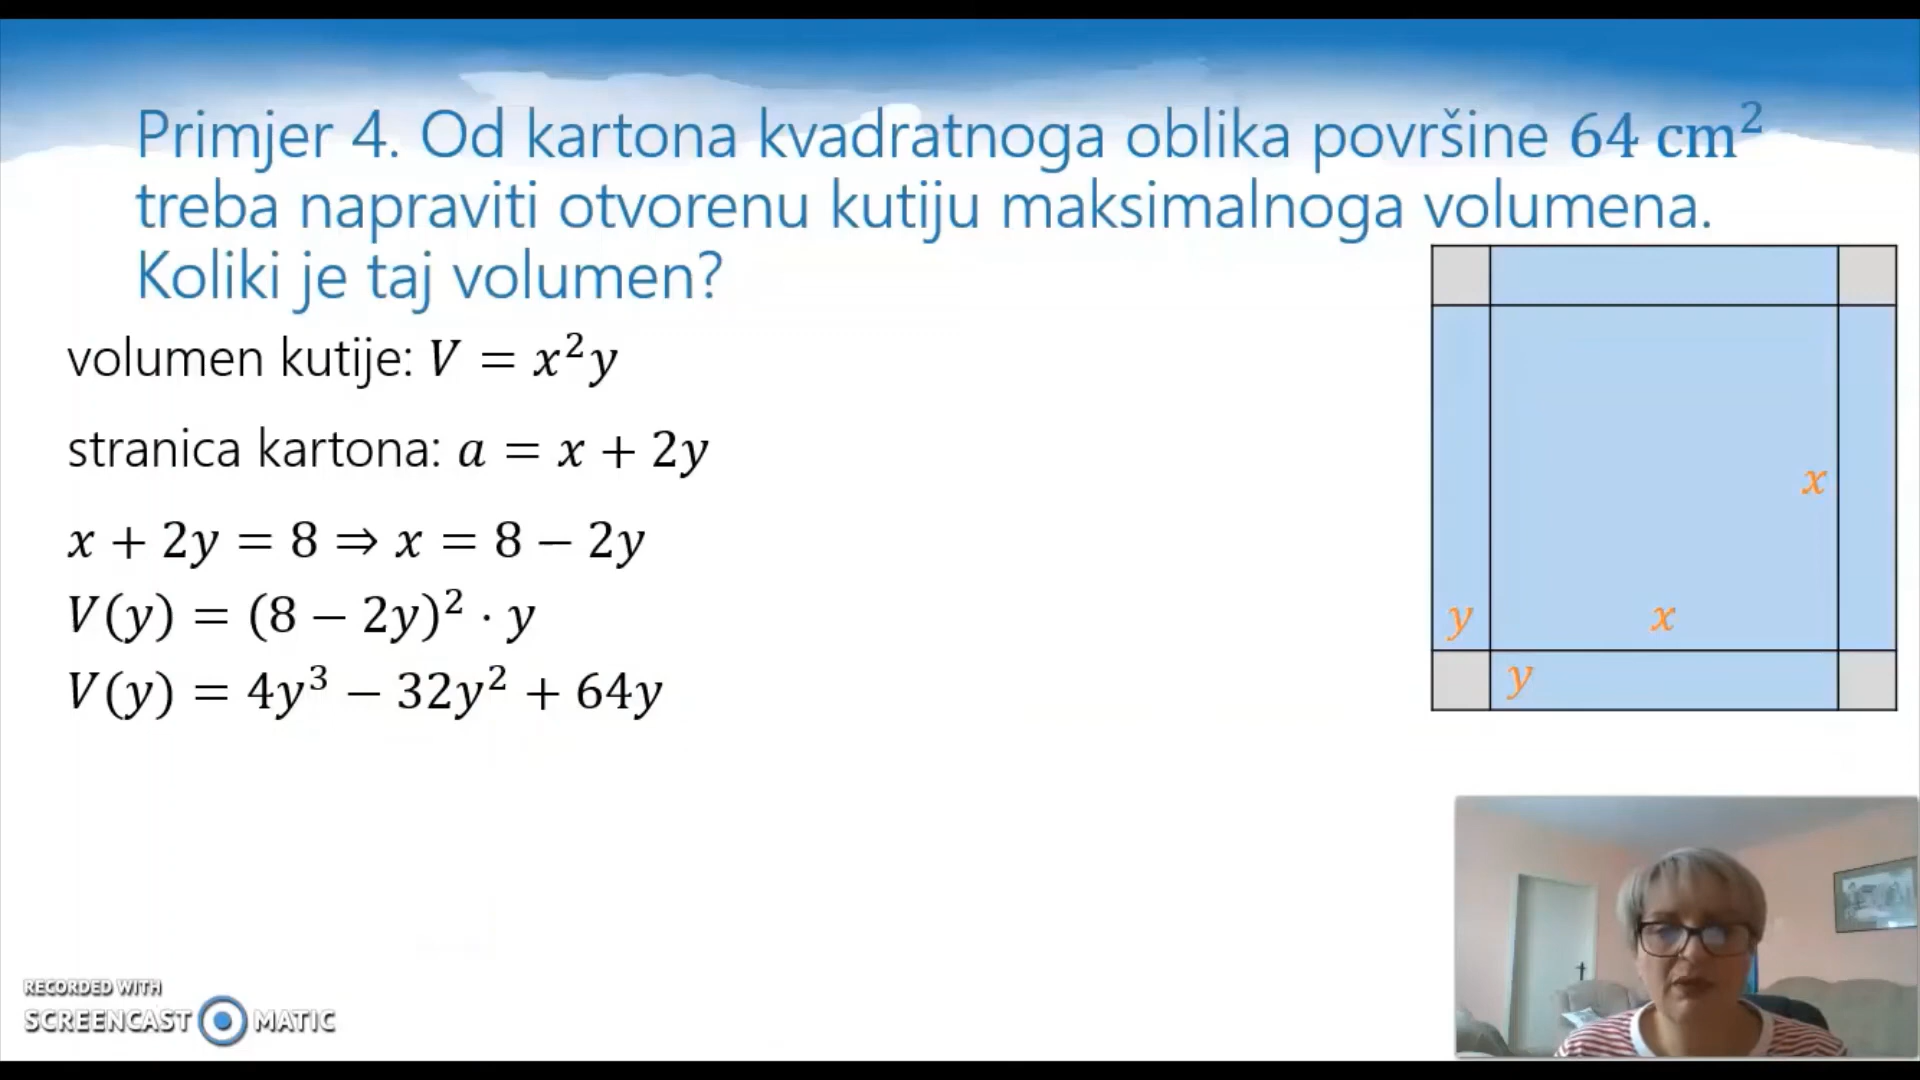 Primjer 4. Od kartona kvadratnoga oblika površine 64 cm²
treba napraviti otvorenu kutiju maksimalnoga volumena.
Koliki je taj volumen?
volumen kutije: V = x²y
stranica kartona: a = x + 2y
x + 2y = 8 ⇒ x = 8 − 2y
V(y) = (8 − 2y)² · y
V(y) = 4y³ − 32y² + 64y
x
y
x
y
RECORDED WITH
SCREENCAST MATIC